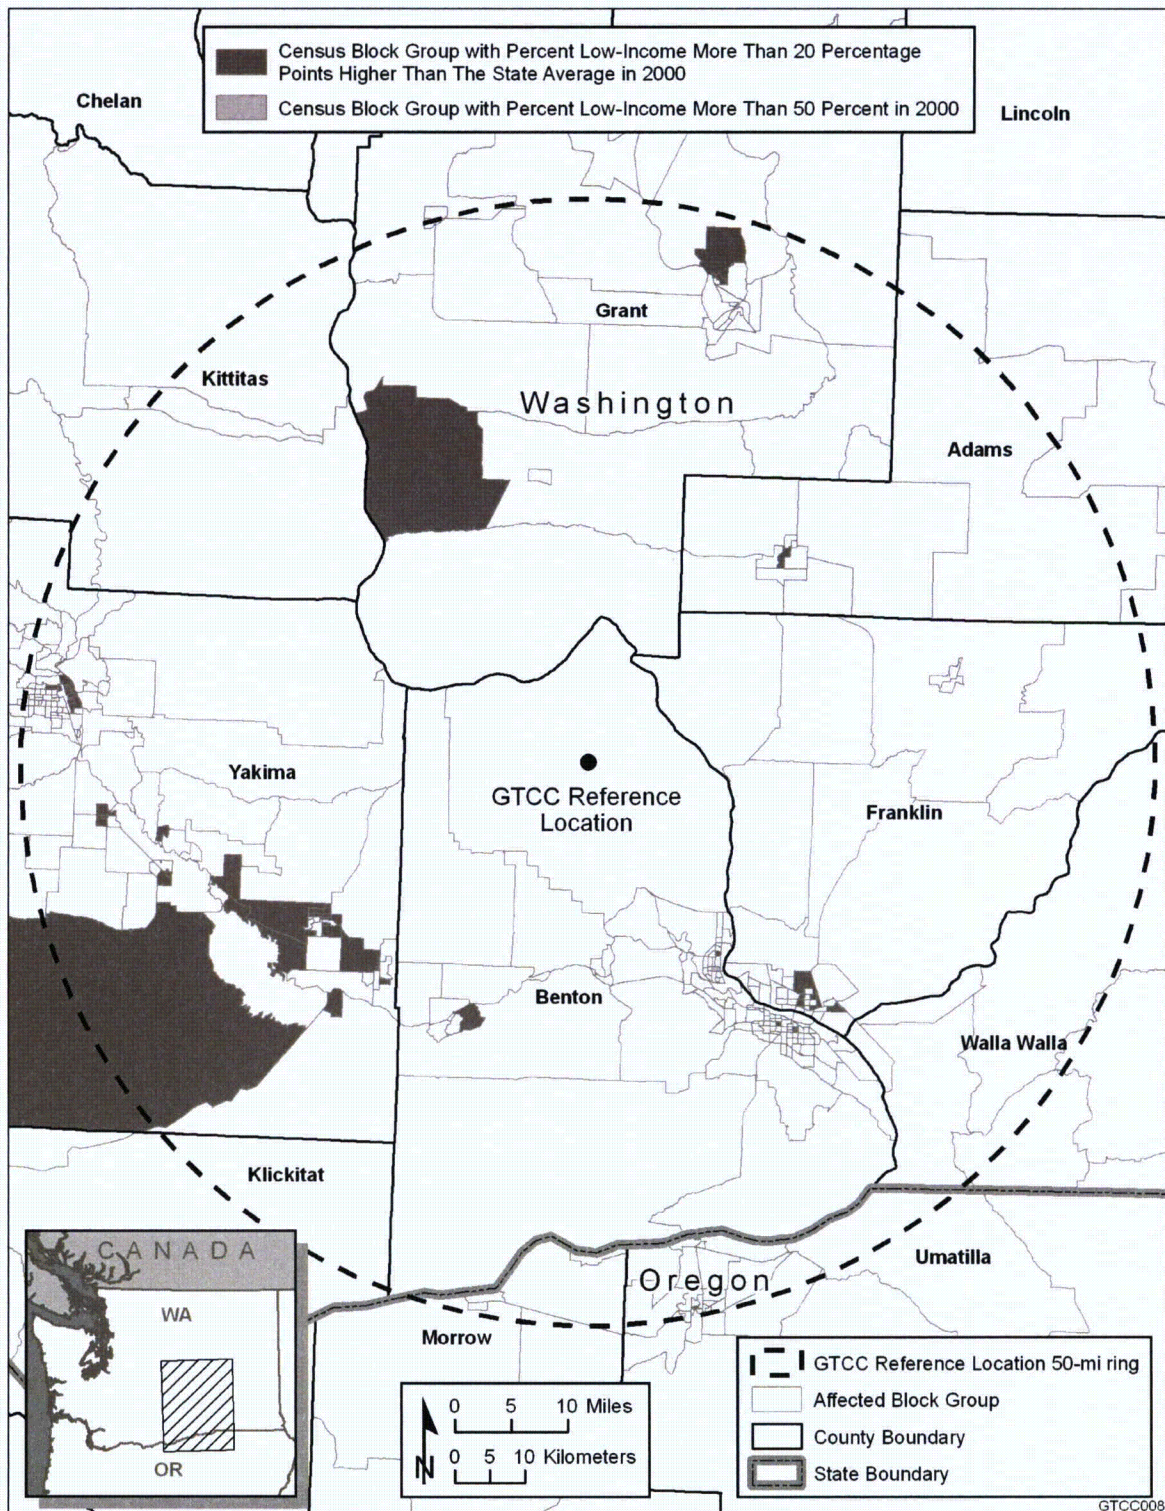 Census Block Group with Percent Low-Income More Than 20 Percentage
Points Higher Than The State Average in 2000
Census Block Group with Percent Low-Income More Than 50 Percent in 2000
Chelan
Lincoln
Grant
Kittitas
Washington
Adams
Yakima
GTCC Reference
Location
Franklin
Benton
Walla Walla
Klickitat
Umatilla
Oregon
Morrow
CANADA
WA
OR
0 5 10 Miles
0 5 10 Kilometers
N
GTCC Reference Location 50-mi ring
Affected Block Group
County Boundary
State Boundary
GTCC008